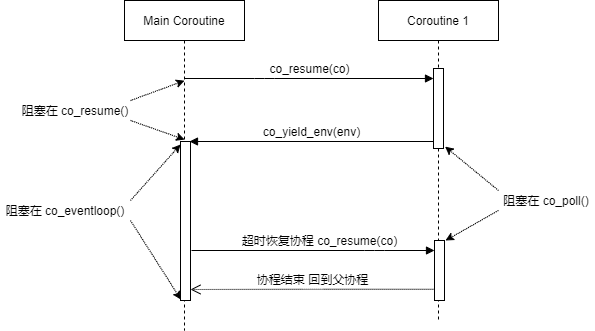 Main Coroutine
Coroutine 1
co_resume(co)
阻塞在 co_resume()
co_yield_env(env)
阻塞在 co_eventloop()
阻塞在 co_poll()
超时恢复协程 co_resume(co)
协程结束 回到父协程